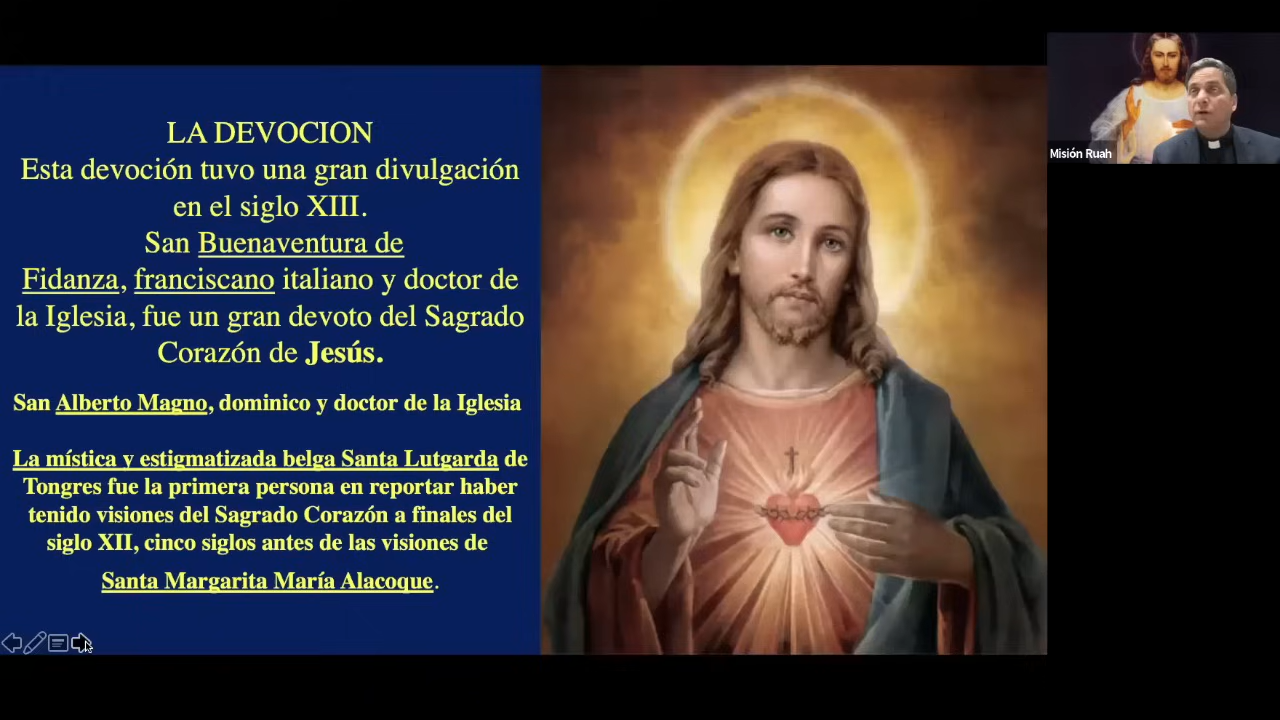 LA DEVOCION
Esta devoción tuvo una gran divulgación
en el siglo XIII.
San Buenaventura de
Fidanza, franciscano italiano y doctor de
la Iglesia, fue un gran devoto del Sagrado
Corazón de Jesús.
San Alberto Magno, dominico y doctor de la Iglesia
La mística y estigmatizada belga Santa Lutgarda de
Tongres fue la primera persona en reportar haber
tenido visiones del Sagrado Corazón a finales del
siglo XII, cinco siglos antes de las visiones de
Santa Margarita María Alacoque.
Misión Ruah